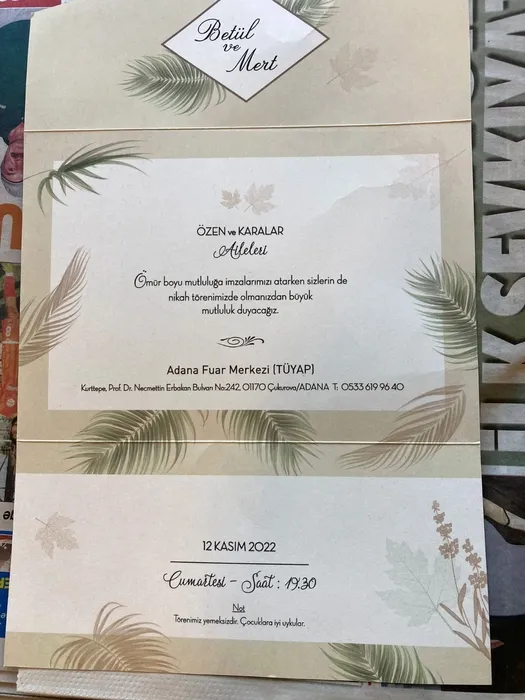 Betül
ve
Mert
ÖZEN ve KARALAR
Aileleri
Ömür boyu mutluluğa imzalarımızı atarken sizlerin de
nikah törenimizde olmanızdan büyük
mutluluk duyacağız.
Adana Fuar Merkezi (TÜYAP)
Kurttepe, Prof. Dr. Necmettin Erbakan Bulvarı No:242, 01170 Çukurova/ADANA T: 0533 619 96 40
12 KASIM 2022
Cumartesi - Saat : 19.30
Not
Törenimiz yemeksizdir. Çocuklara iyi uykular.